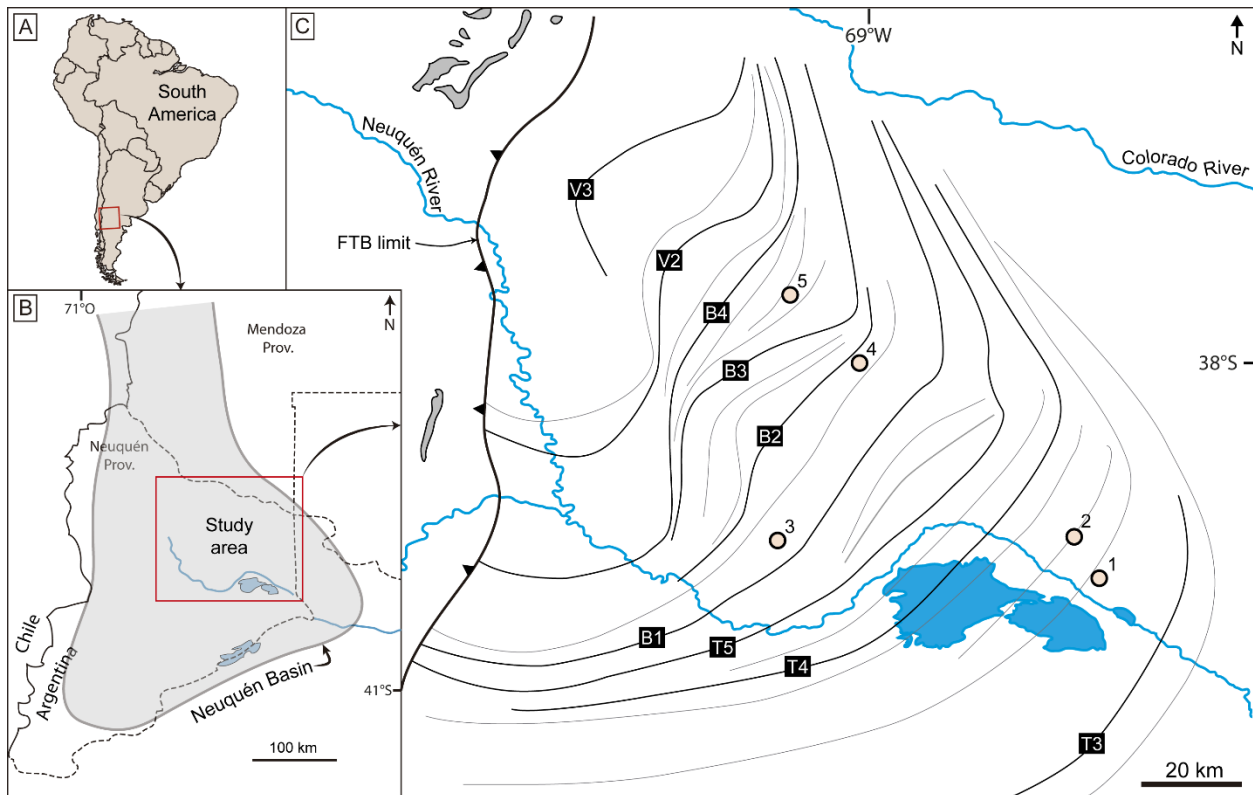 A
South
America
B
71°O
N
Mendoza
Prov.
Neuquén
Prov.
Study
area
Chile
Argentina
Neuquén Basin
41°S
100 km
C
69°W
N
Neuquén
River
Colorado River
FTB limit
V3
V2
B4
5
B3
4
38°S
B2
3
2
1
B1
T5
T4
T3
20 km